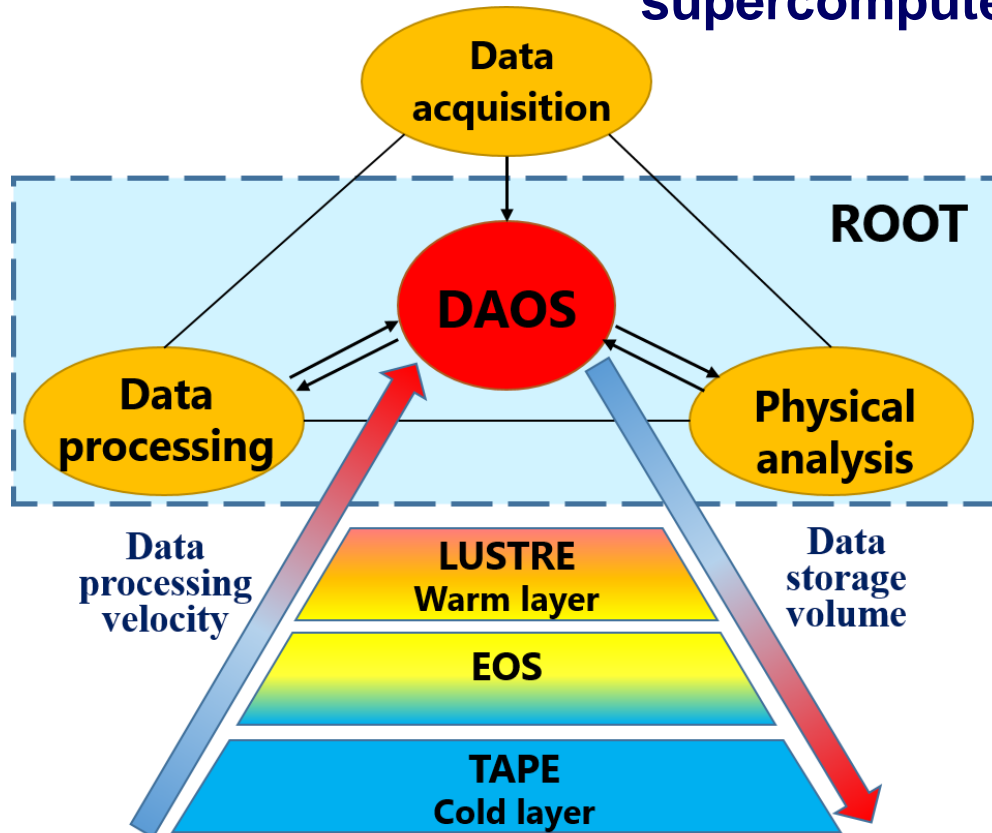 supercompute
Data
acquisition
ROOT
DAOS
Data
processing
Physical
analysis
Data
processing
velocity
LUSTRE
Warm layer
Data
storage
volume
EOS
TAPE
Cold layer